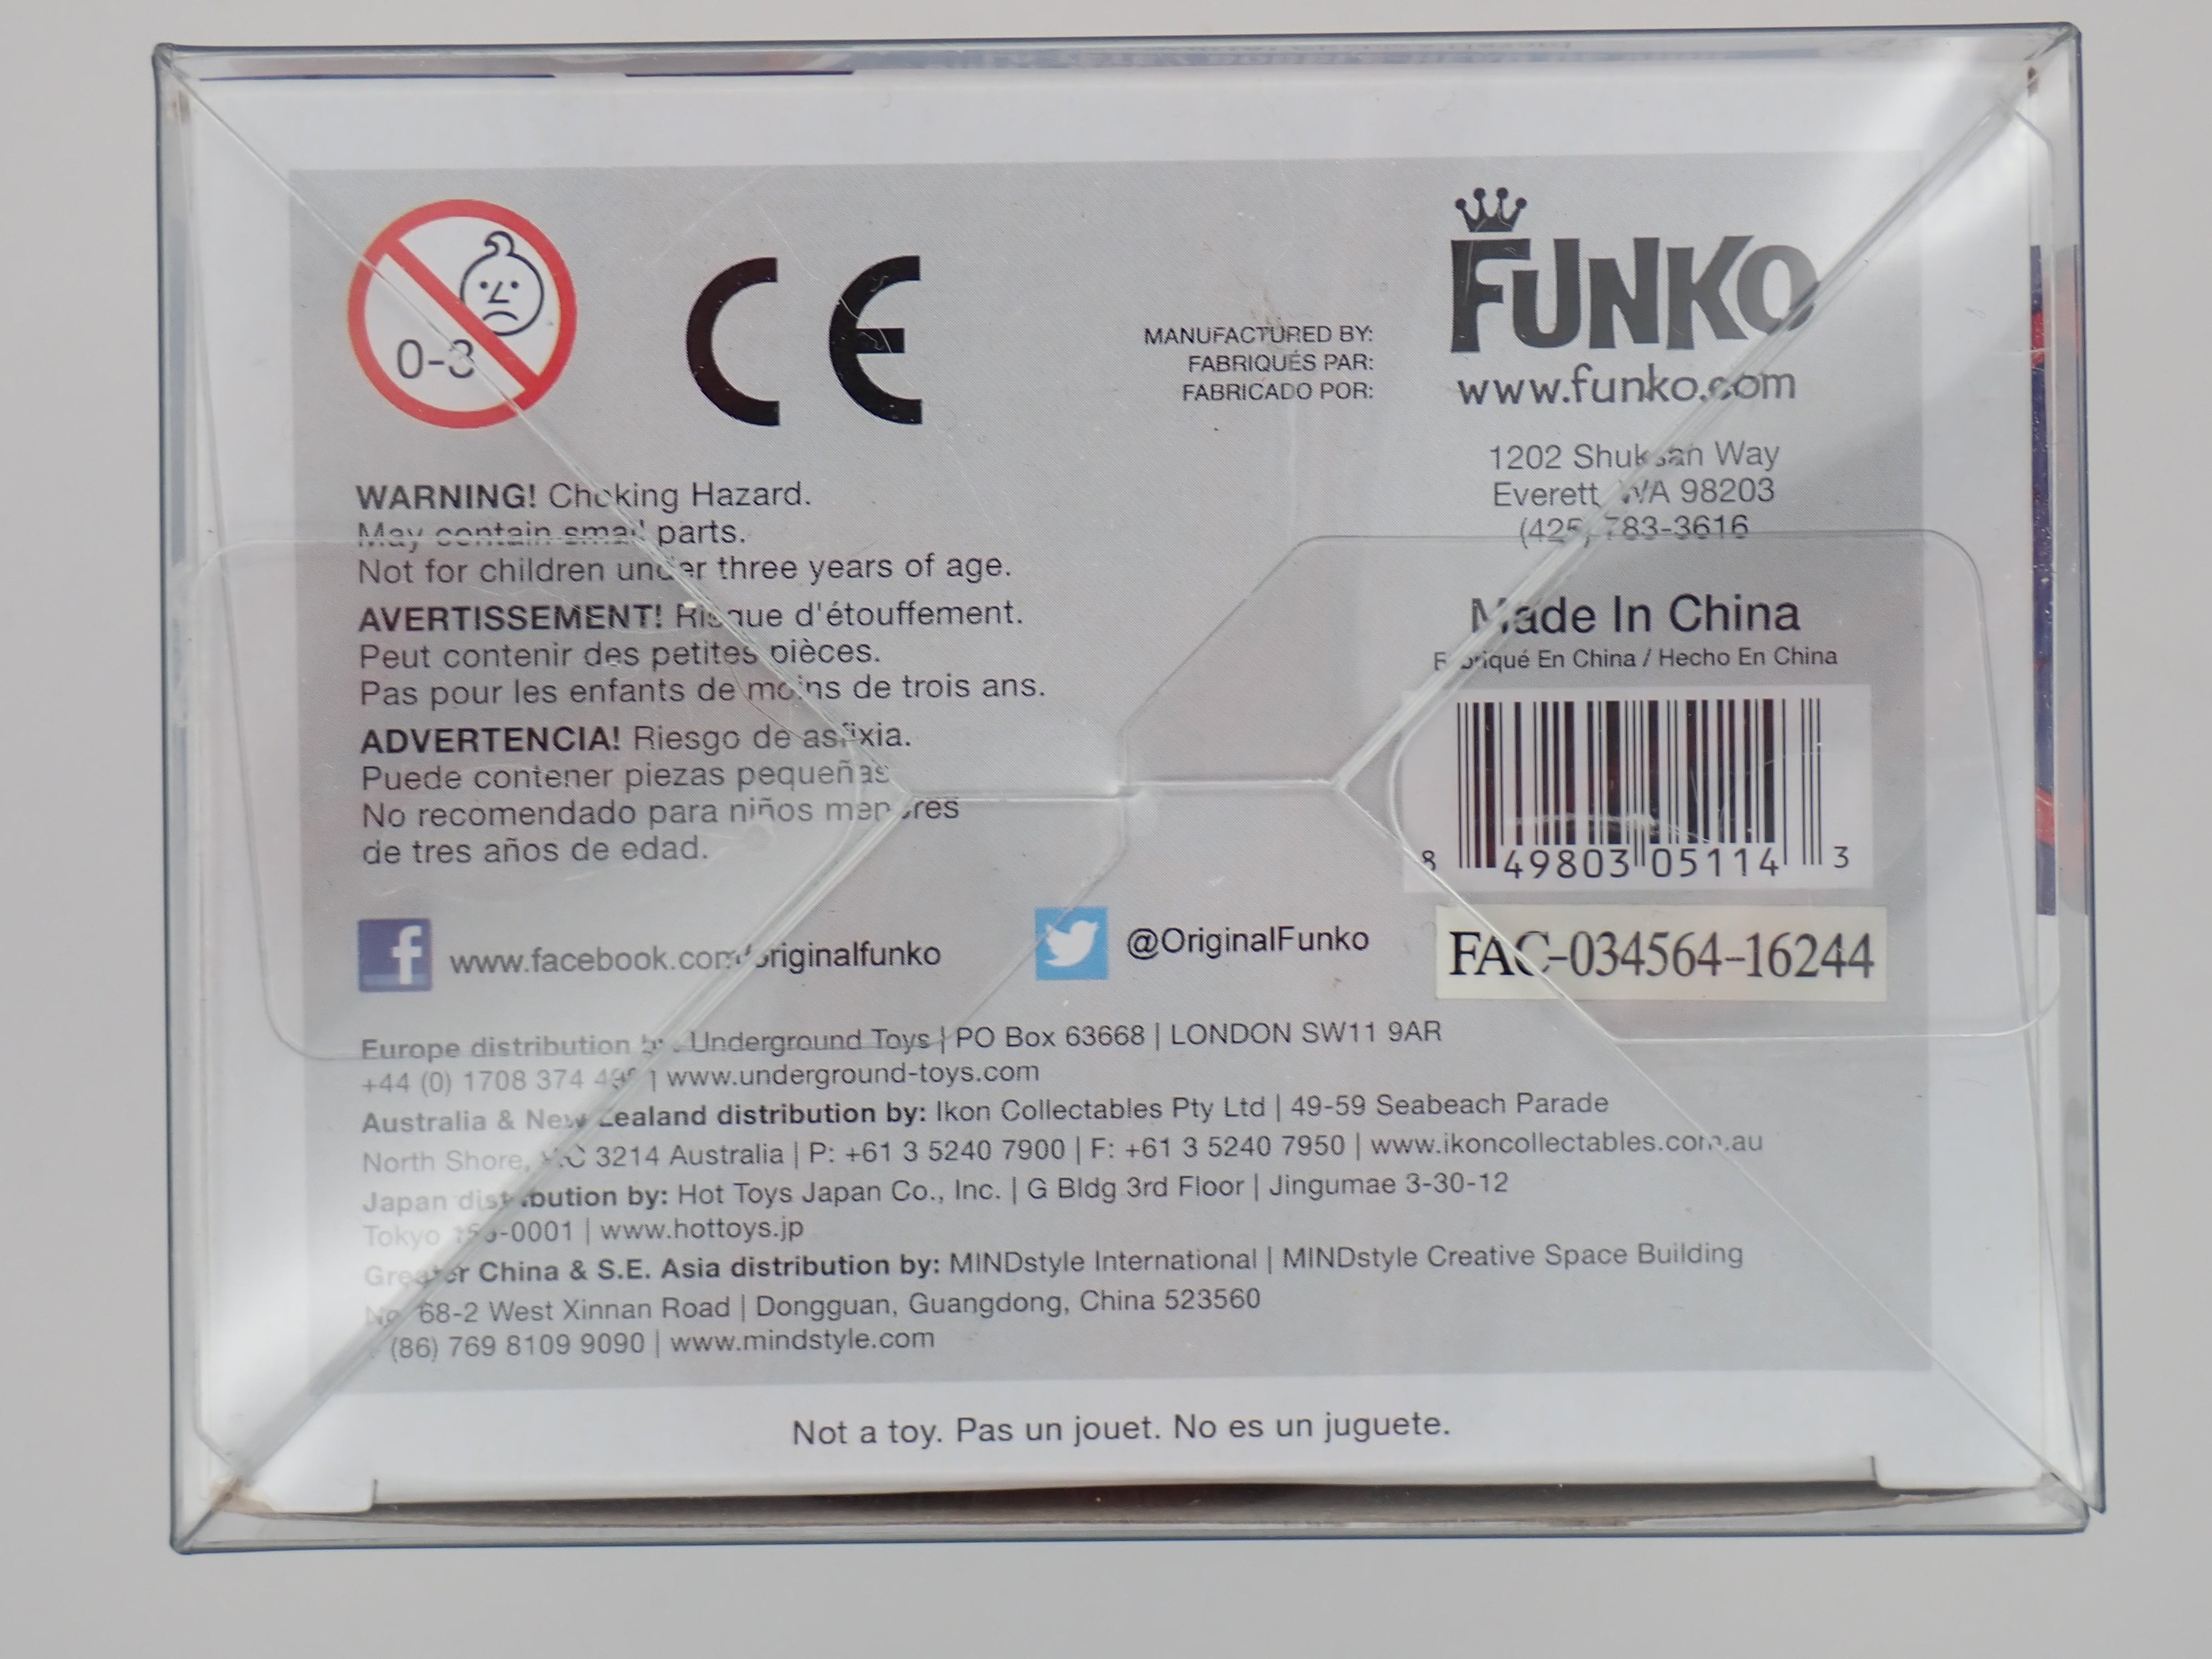 0-3
CE
MANUFACTURED BY:
FABRIQUÉS PAR:
FABRICADO POR:
FUNKO
www.funko.com
1202 Shuksan Way
Everett, WA 98203
(425) 783-3616
Made In China
Fabriqué En China / Hecho En China
8 49803 05114 3
FAC-034564-16244
WARNING! Choking Hazard.
May contain small parts.
Not for children under three years of age.
AVERTISSEMENT! Risque d'étouffement.
Peut contenir des petites pièces.
Pas pour les enfants de moins de trois ans.
ADVERTENCIA! Riesgo de asfixia.
Puede contener piezas pequeñas
No recomendado para niños menores
de tres años de edad.
www.facebook.com/originalfunko
@OriginalFunko
Europe distribution by: Underground Toys | PO Box 63668 | LONDON SW11 9AR
+44 (0) 1708 374 | www.underground-toys.com
Australia & New Zealand distribution by: Ikon Collectables Pty Ltd | 49-59 Seabeach Parade
North Shore, VIC 3214 Australia | P: +61 3 5240 7900 | F: +61 3 5240 7950 | www.ikoncollectables.com.au
Japan distribution by: Hot Toys Japan Co., Inc. | G Bldg 3rd Floor | Jingumae 3-30-12
Tokyo 150-0001 | www.hottoys.jp
Greater China & S.E. Asia distribution by: MINDstyle International | MINDstyle Creative Space Building
No. 68-2 West Xinnan Road | Dongguan, Guangdong, China 523560
(86) 769 8109 9090 | www.mindstyle.com
Not a toy. Pas un jouet. No es un juguete.